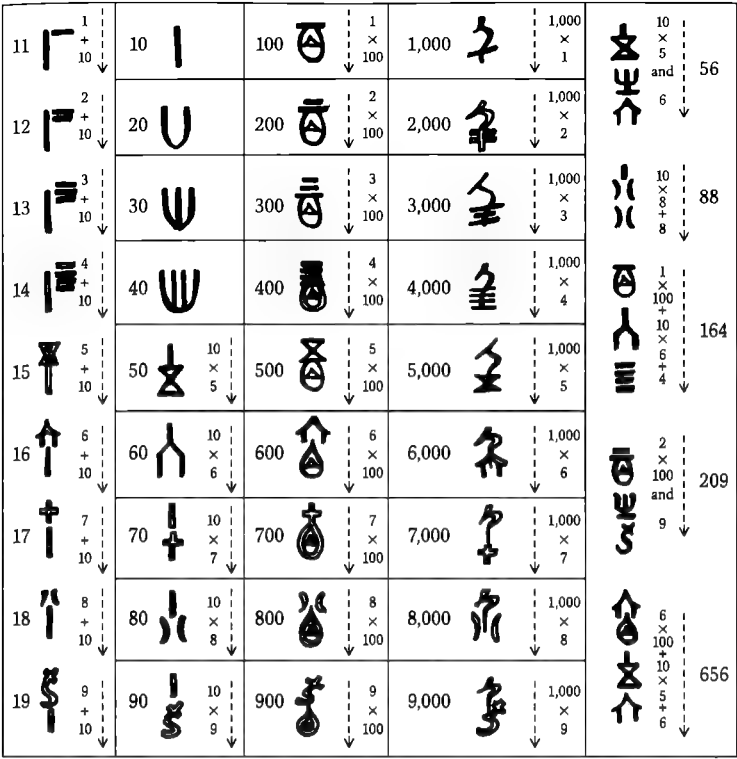 11 1 + 10
12 2 + 10
13 3 + 10
14 4 + 10
15 5 + 10
16 6 + 10
17 7 + 10
18 8 + 10
19 9 + 10
10
20
30
40
50 10 × 5
60 10 × 6
70 10 × 7
80 10 × 8
90 10 × 9
100 1 × 100
200 2 × 100
300 3 × 100
400 4 × 100
500 5 × 100
600 6 × 100
700 7 × 100
800 8 × 100
900 9 × 100
1,000 1,000 × 1
2,000 1,000 × 2
3,000 1,000 × 3
4,000 1,000 × 4
5,000 1,000 × 5
6,000 1,000 × 6
7,000 1,000 × 7
8,000 1,000 × 8
9,000 1,000 × 9
10 × 5 and 6 56
10 × 8 + 8 88
1 × 100 + 10 × 6 + 4 164
2 × 100 and 9 209
6 × 100 + 10 × 5 + 6 656